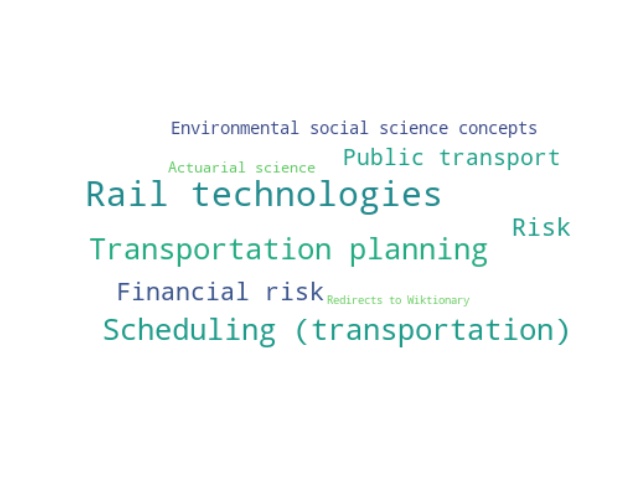 Environmental social science concepts
Public transport
Actuarial science
Rail technologies
Risk
Transportation planning
Financial risk
Redirects to Wiktionary
Scheduling (transportation)